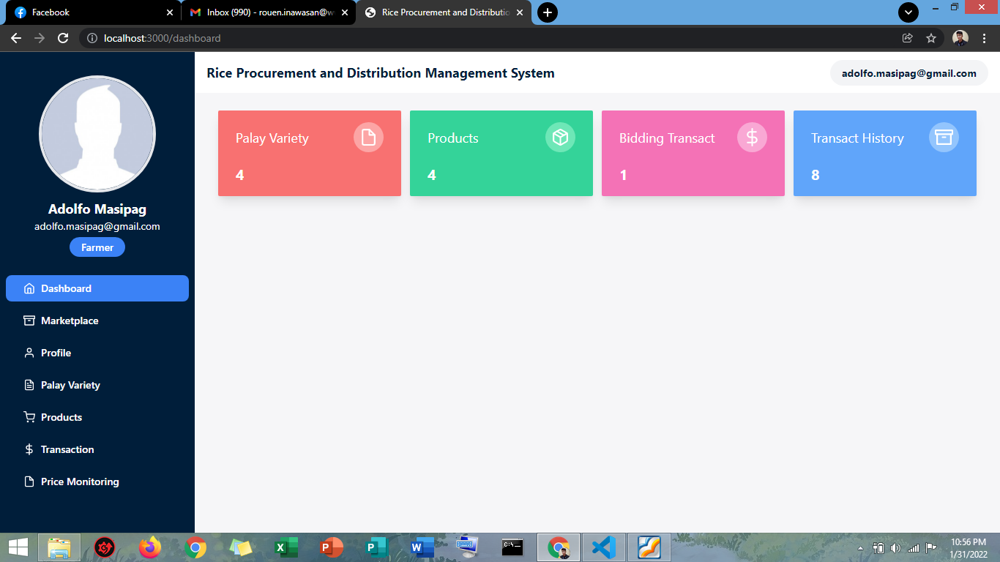 Facebook
Inbox (990) - rouen.inawasan@w
Rice Procurement and Distributio
localhost:3000/dashboard
Rice Procurement and Distribution Management System
adolfo.masipag@gmail.com
Adolfo Masipag
adolfo.masipag@gmail.com
Farmer
Dashboard
Marketplace
Profile
Palay Variety
Products
Transaction
Price Monitoring
Palay Variety
4
Products
4
Bidding Transact
1
Transact History
8
10:56 PM
1/31/2022